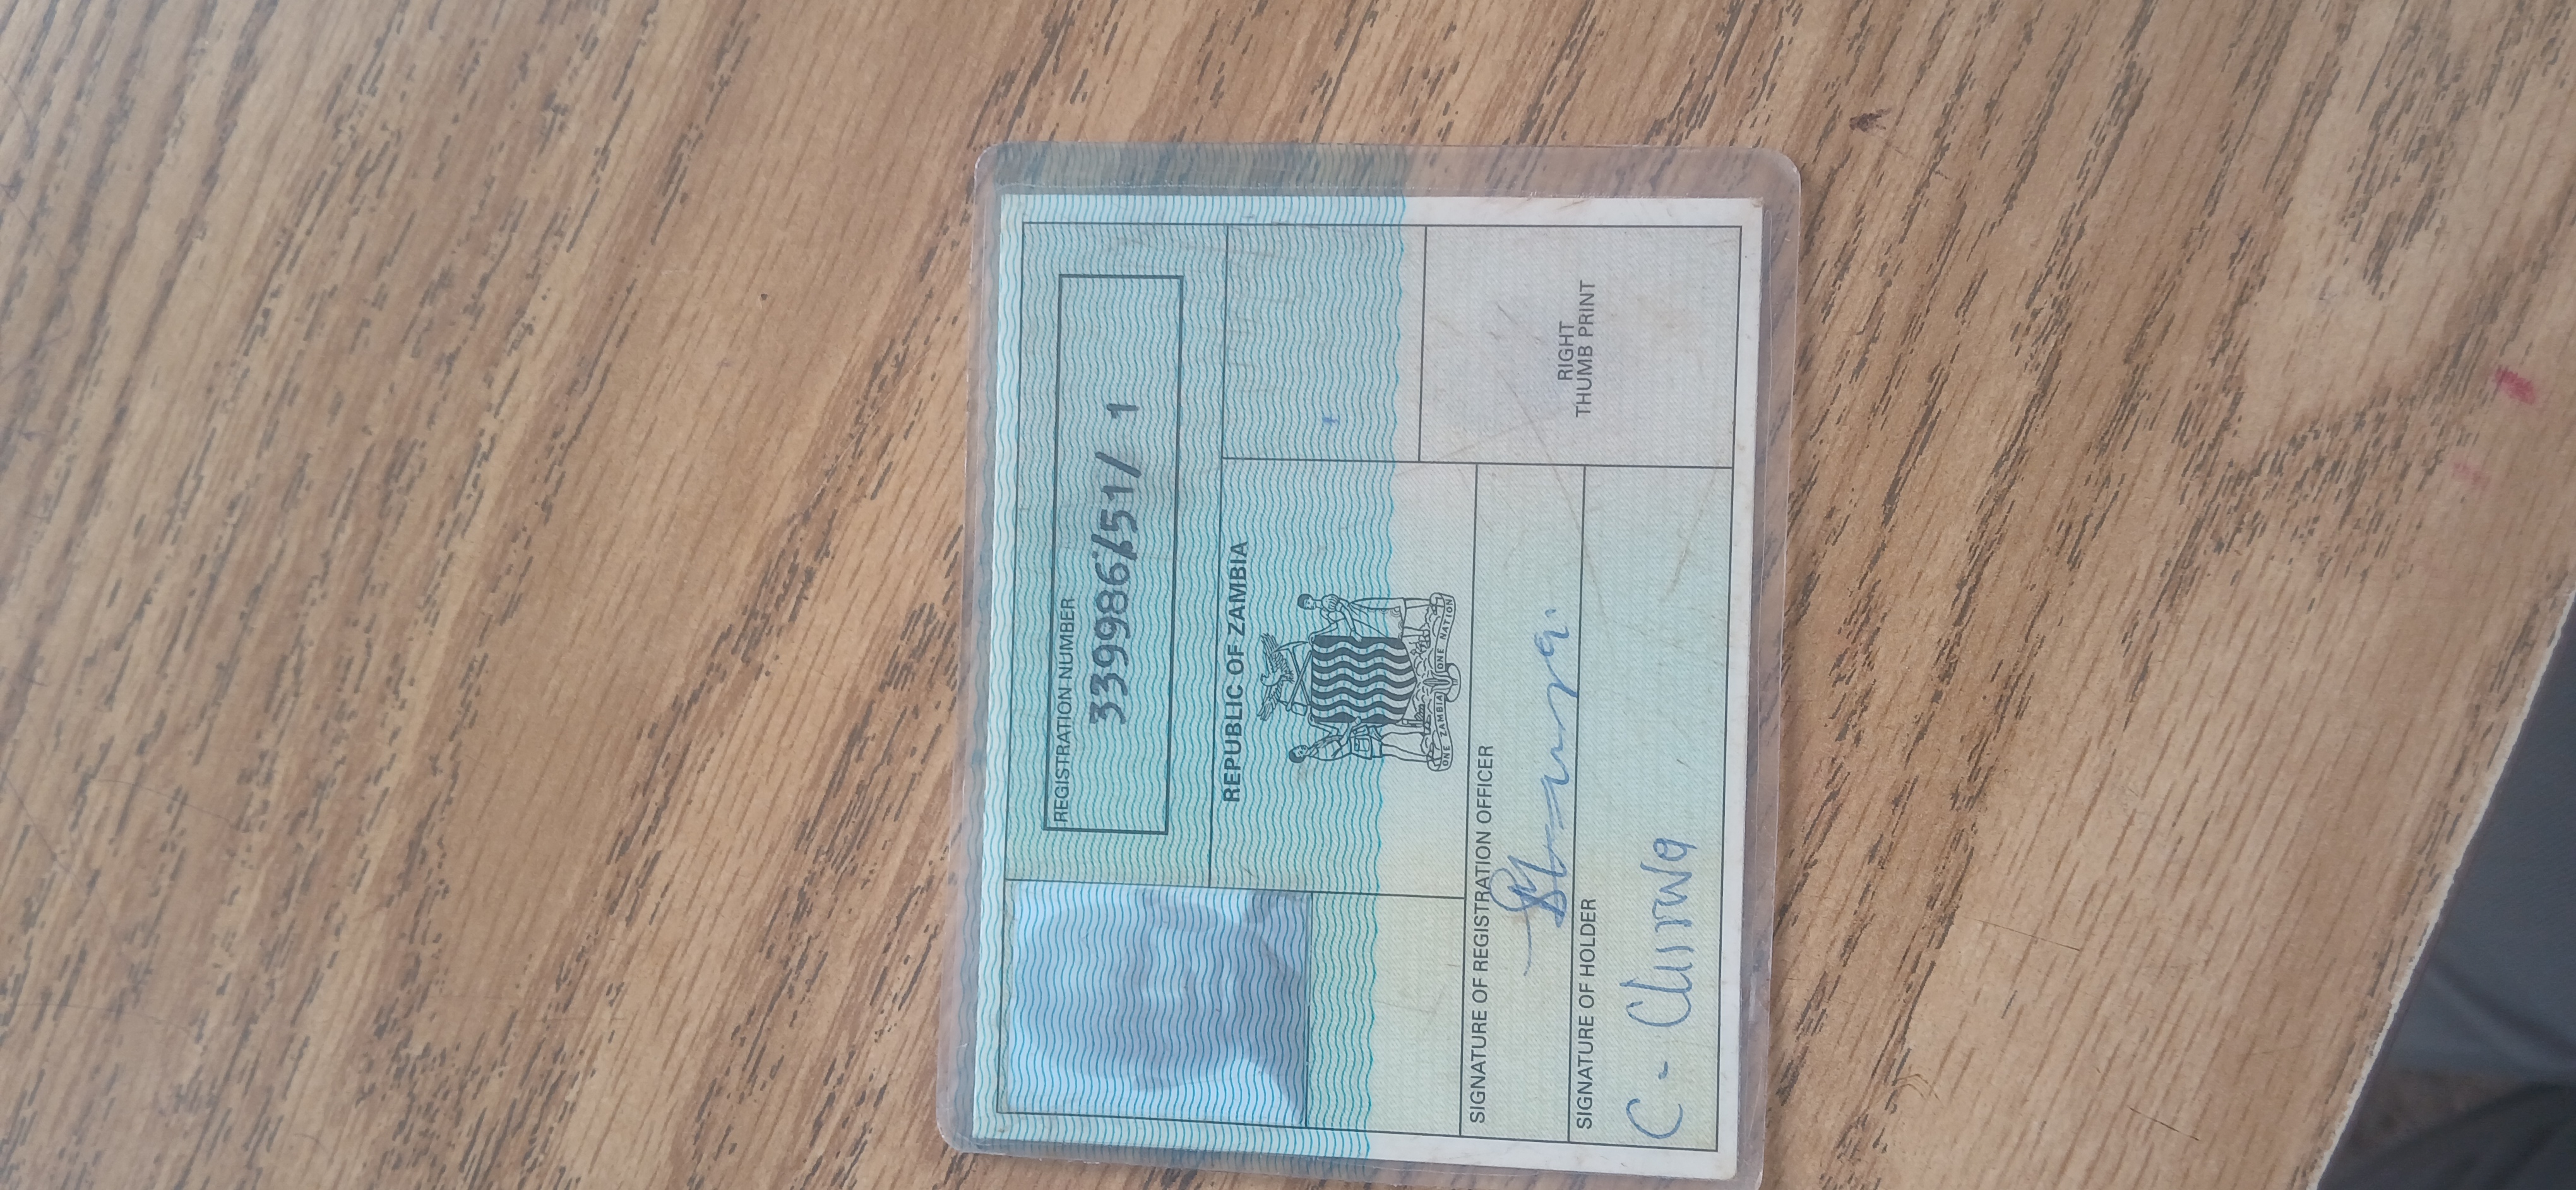 REGISTRATION NUMBER
339986/51/ 1
REPUBLIC OF ZAMBIA
ONE ZAMBIA ONE NATION
SIGNATURE OF REGISTRATION OFFICER
SIGNATURE OF HOLDER
C -
RIGHT
THUMB PRINT